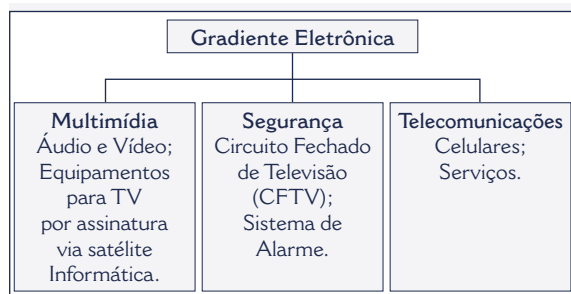 Gradiente Eletrônica
Multimídia
Áudio e Vídeo;
Equipamentos
para TV
por assinatura
via satélite
Informática.
Segurança
Circuito Fechado
de Televisão
(CFTV);
Sistema de
Alarme.
Telecomunicações
Celulares;
Serviços.